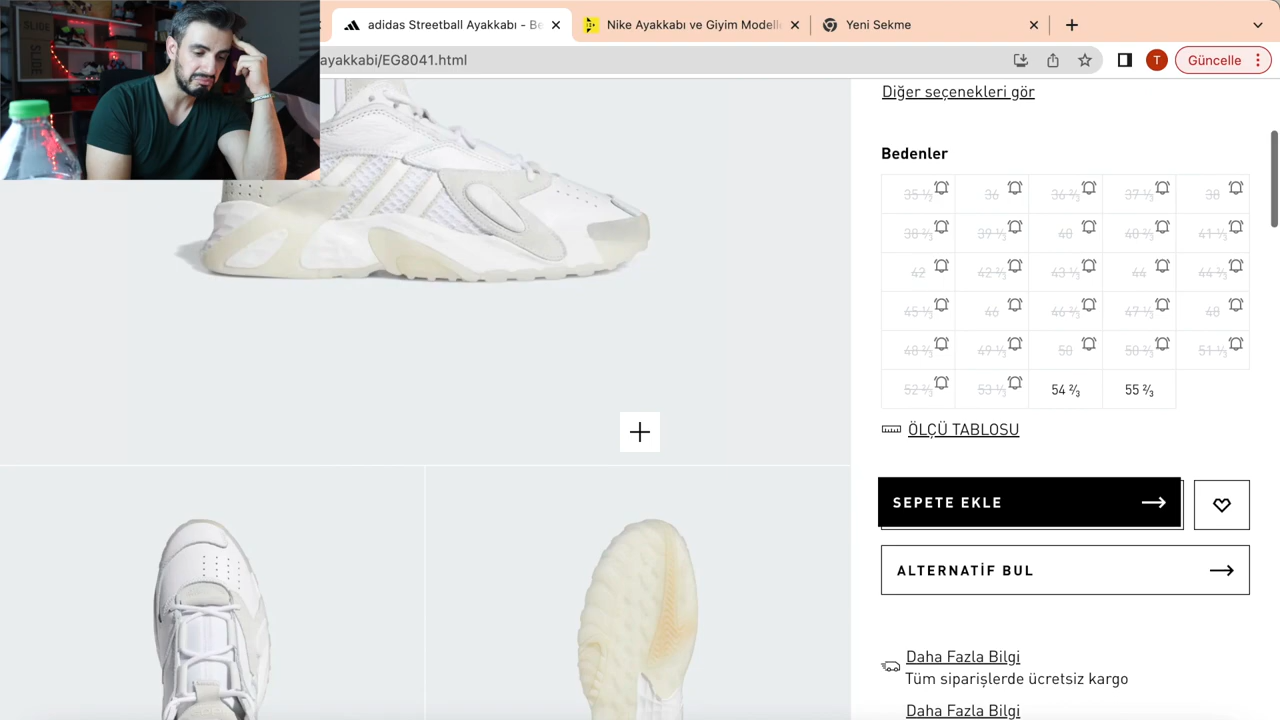 adidas Streetball Ayakkabı - Be
Nike Ayakkabı ve Giyim Modelle
Yeni Sekme
ayakkabi/EG8041.html
T
Güncelle
SLIDE
SLIDE
Diğer seçenekleri gör
Bedenler
35 ½ 36 36 ⅔ 37 ⅓ 38
38 ⅔ 39 ⅓ 40 40 ⅔ 41 ⅓
42 42 ⅔ 43 ⅓ 44 44 ⅔
45 ⅓ 46 46 ⅔ 47 ⅓ 48
48 ⅔ 49 ⅓ 50 50 ⅔ 51 ⅓
52 ⅔ 53 ⅓ 54 ⅔ 55 ⅔
ÖLÇÜ TABLOSU
SEPETE EKLE
ALTERNATİF BUL
Daha Fazla Bilgi
Tüm siparişlerde ücretsiz kargo
Daha Fazla Bilgi